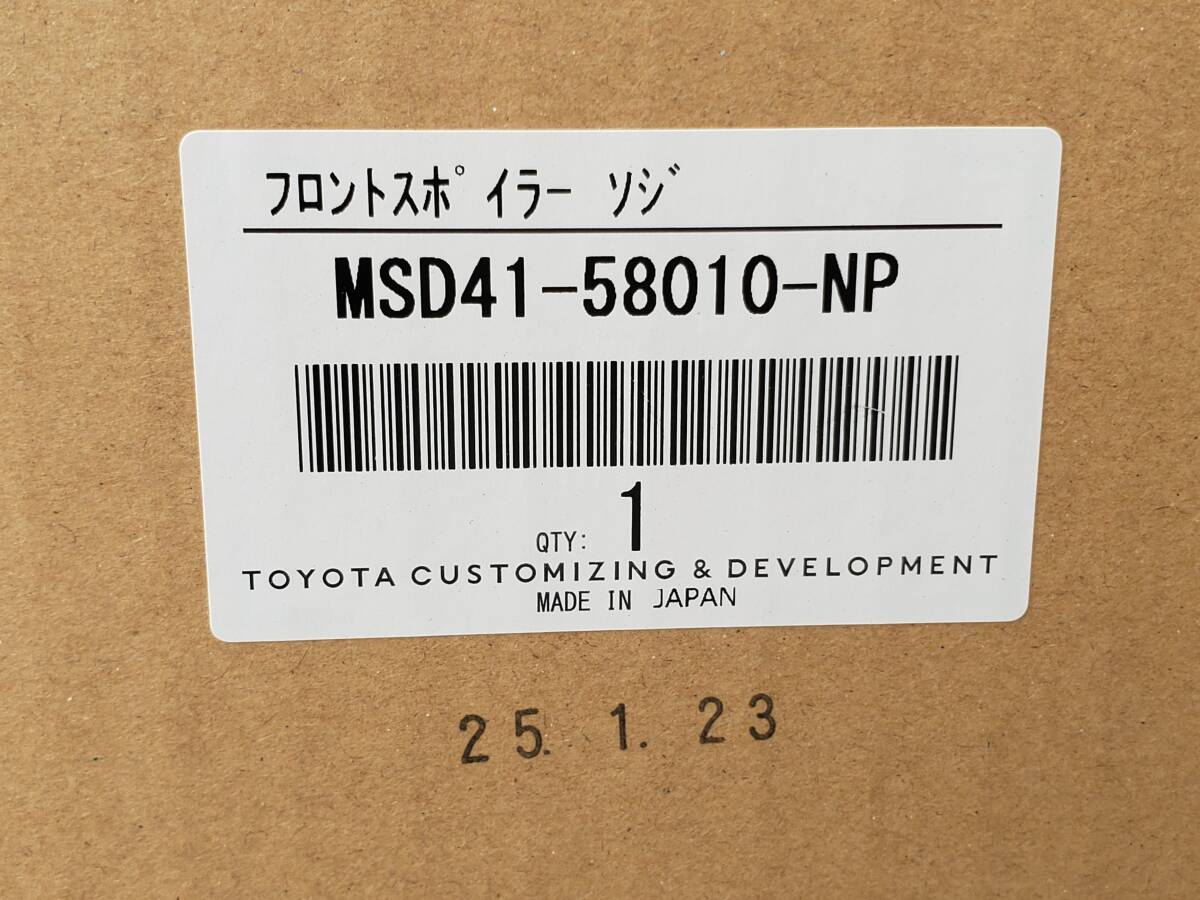 フロントスポイラー ソジ
MSD41-58010-NP
QTY: 1
TOYOTA CUSTOMIZING & DEVELOPMENT
MADE IN JAPAN
25. 1. 23